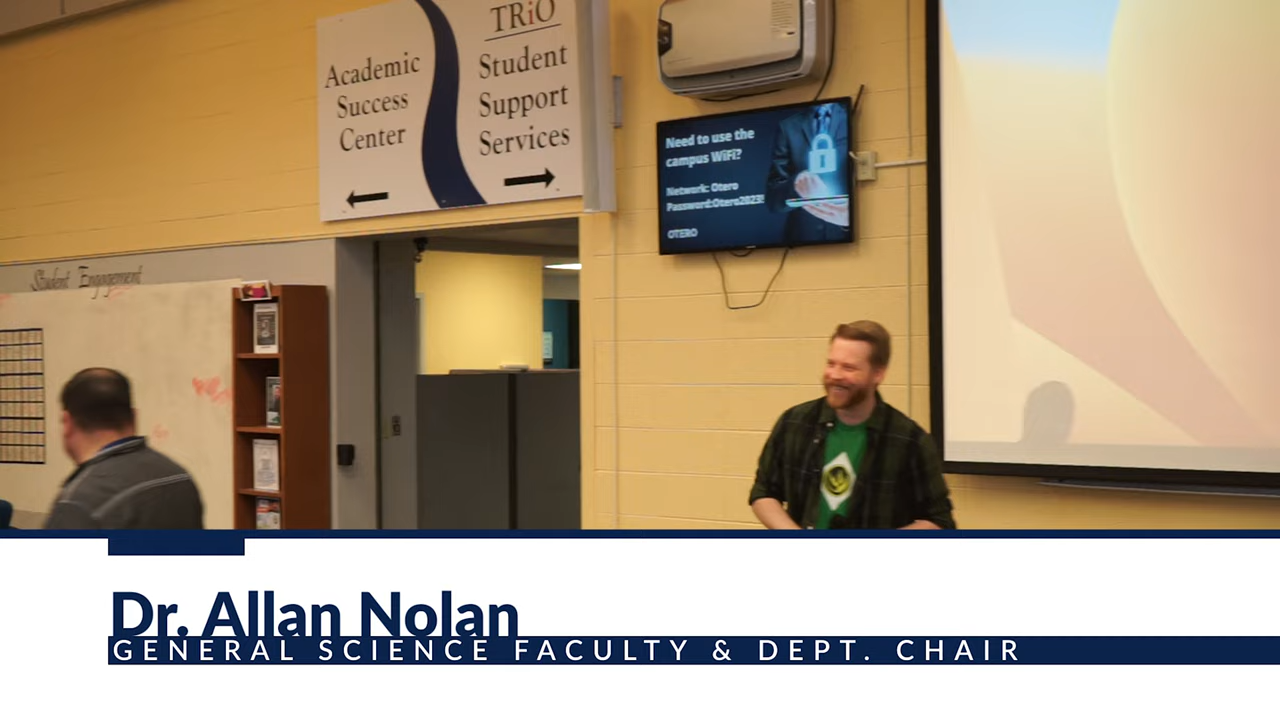 TRiO
Academic
Success
Center
Student
Support
Services
Need to use the
campus WiFi?
Network: Otero
Password:Otero2023!
OTERO
Student Engagement
Dr. Allan Nolan
GENERAL SCIENCE FACULTY & DEPT. CHAIR